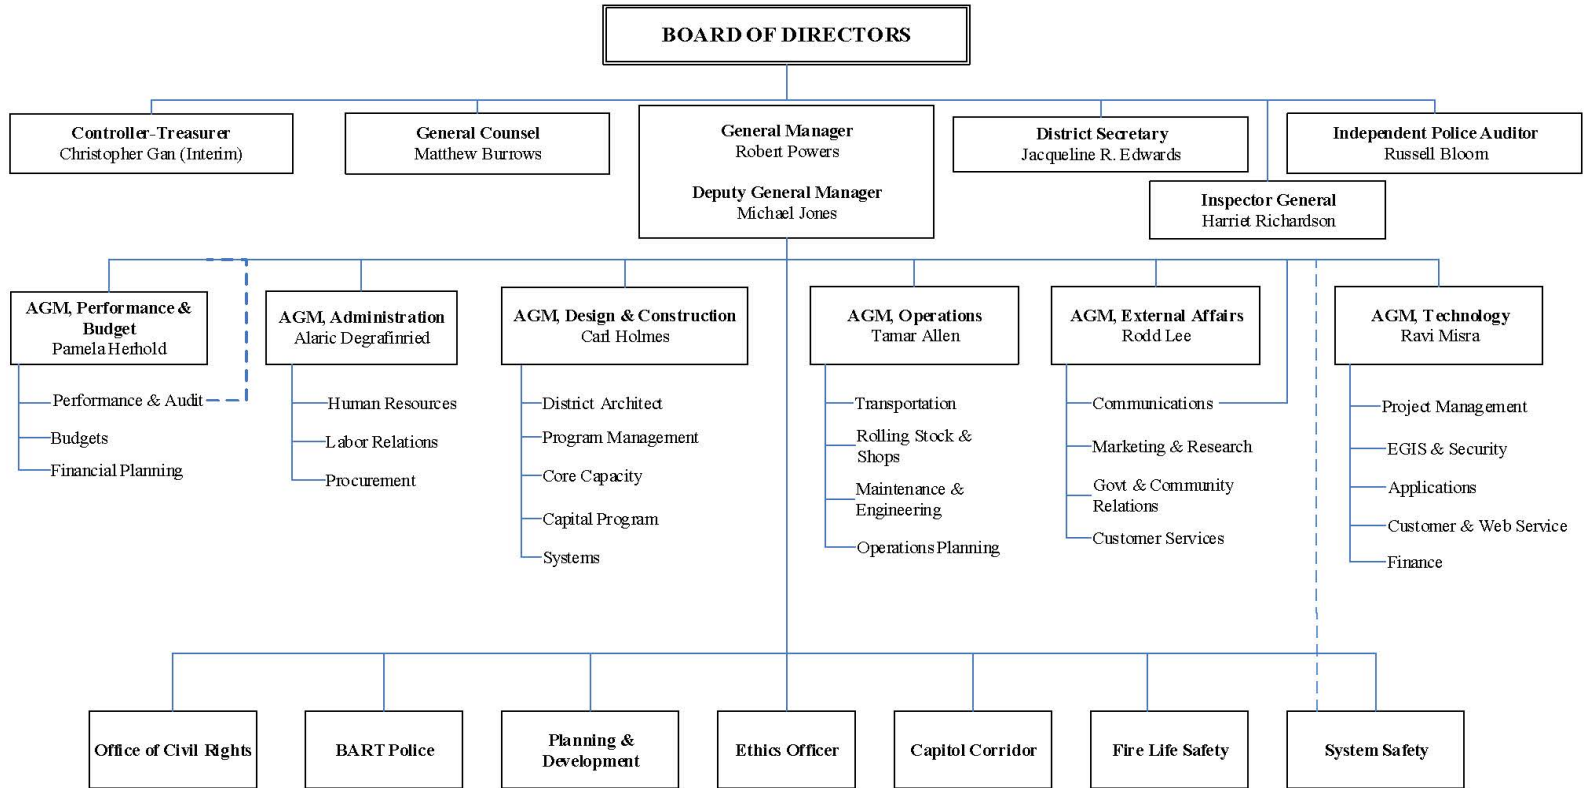 BOARD OF DIRECTORS
Controller-Treasurer
Christopher Gan (Interim)
General Counsel
Matthew Burrows
General Manager
Robert Powers
Deputy General Manager
Michael Jones
District Secretary
Jacqueline R. Edwards
Independent Police Auditor
Russell Bloom
Inspector General
Harriet Richardson
AGM, Performance &
Budget
Pamela Herhold
Performance & Audit
Budgets
Financial Planning
AGM, Administration
Alaric Degrafinried
Human Resources
Labor Relations
Procurement
AGM, Design & Construction
Carl Holmes
District Architect
Program Management
Core Capacity
Capital Program
Systems
AGM, Operations
Tamar Allen
Transportation
Rolling Stock &
Shops
Maintenance &
Engineering
Operations Planning
AGM, External Affairs
Rodd Lee
Communications
Marketing & Research
Govt & Community
Relations
Customer Services
AGM, Technology
Ravi Misra
Project Management
EGIS & Security
Applications
Customer & Web Service
Finance
Office of Civil Rights
BART Police
Planning &
Development
Ethics Officer
Capitol Corridor
Fire Life Safety
System Safety